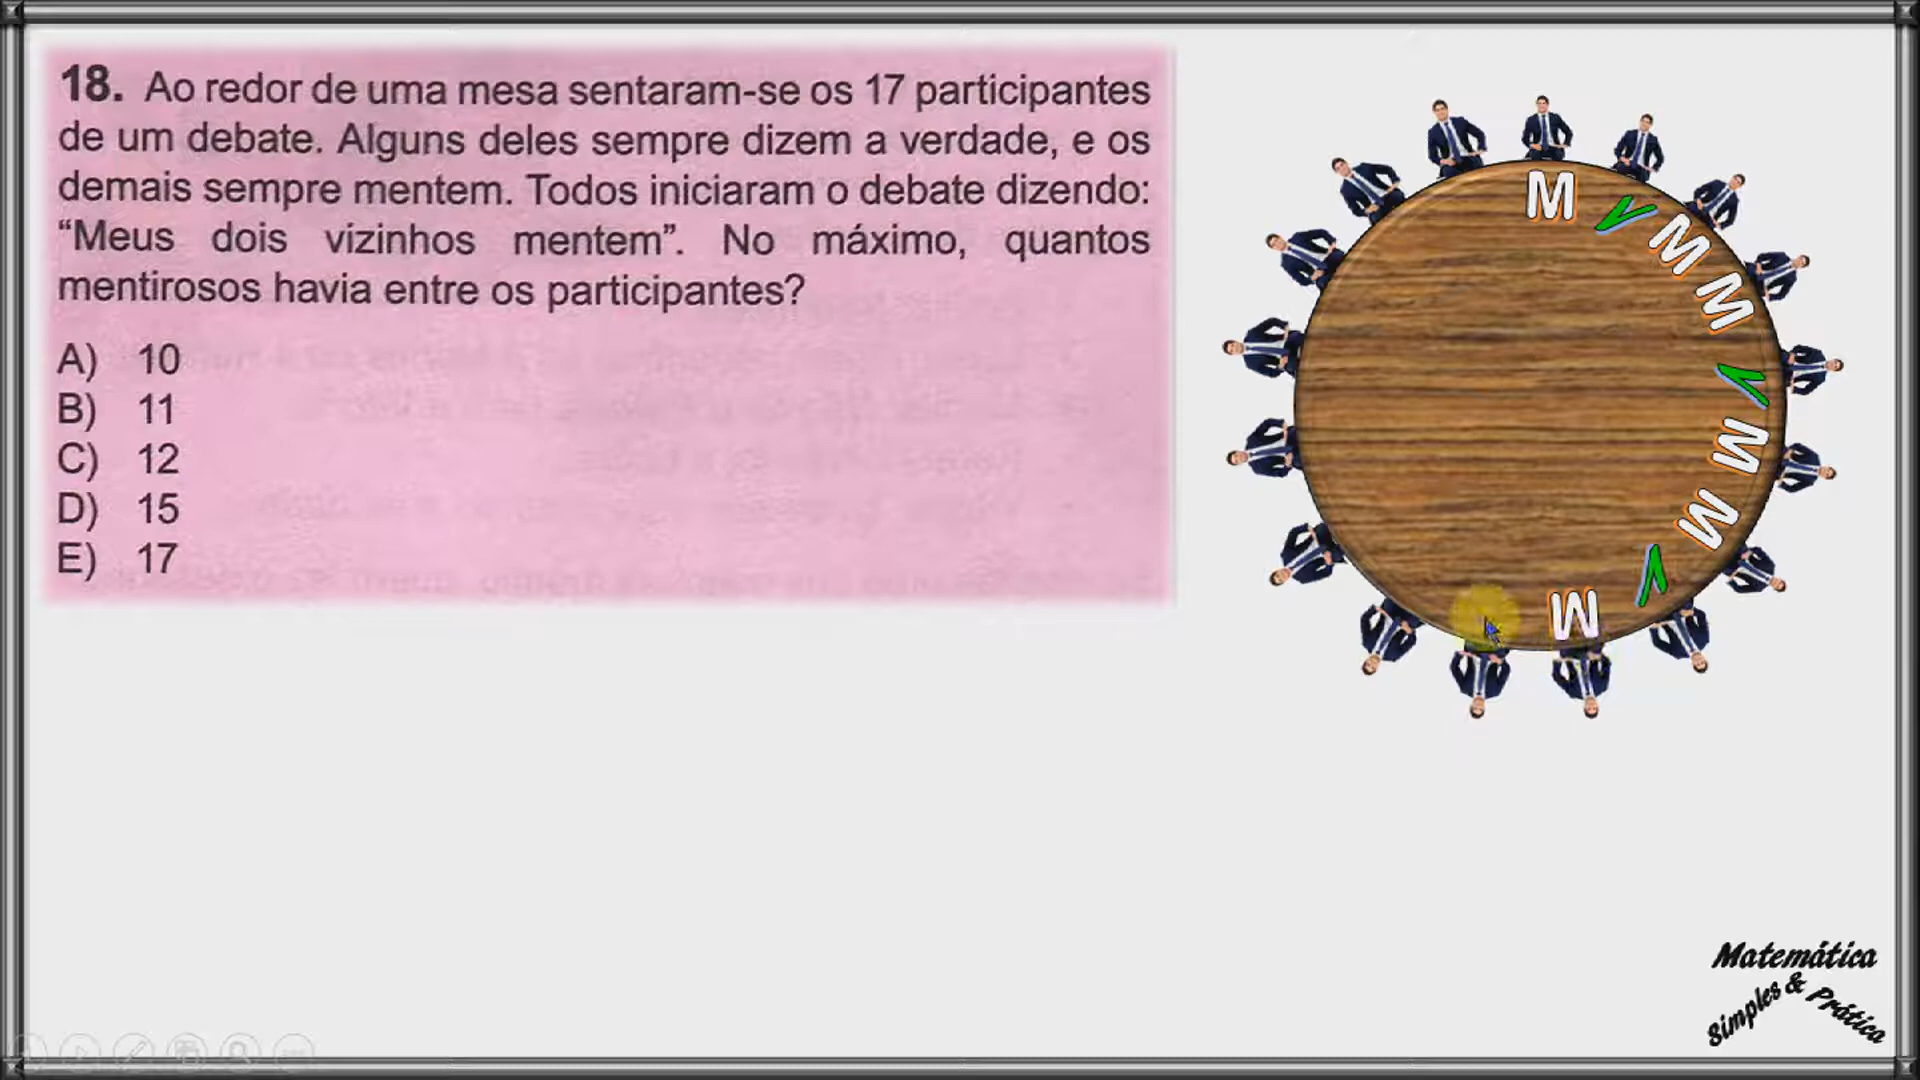 18. Ao redor de uma mesa sentaram-se os 17 participantes
de um debate. Alguns deles sempre dizem a verdade, e os
demais sempre mentem. Todos iniciaram o debate dizendo:
“Meus dois vizinhos mentem”. No máximo, quantos
mentirosos havia entre os participantes?
A) 10
B) 11
C) 12
D) 15
E) 17
M
V
M
M
V
M
M
V
M
Matemática
Simples & Prática